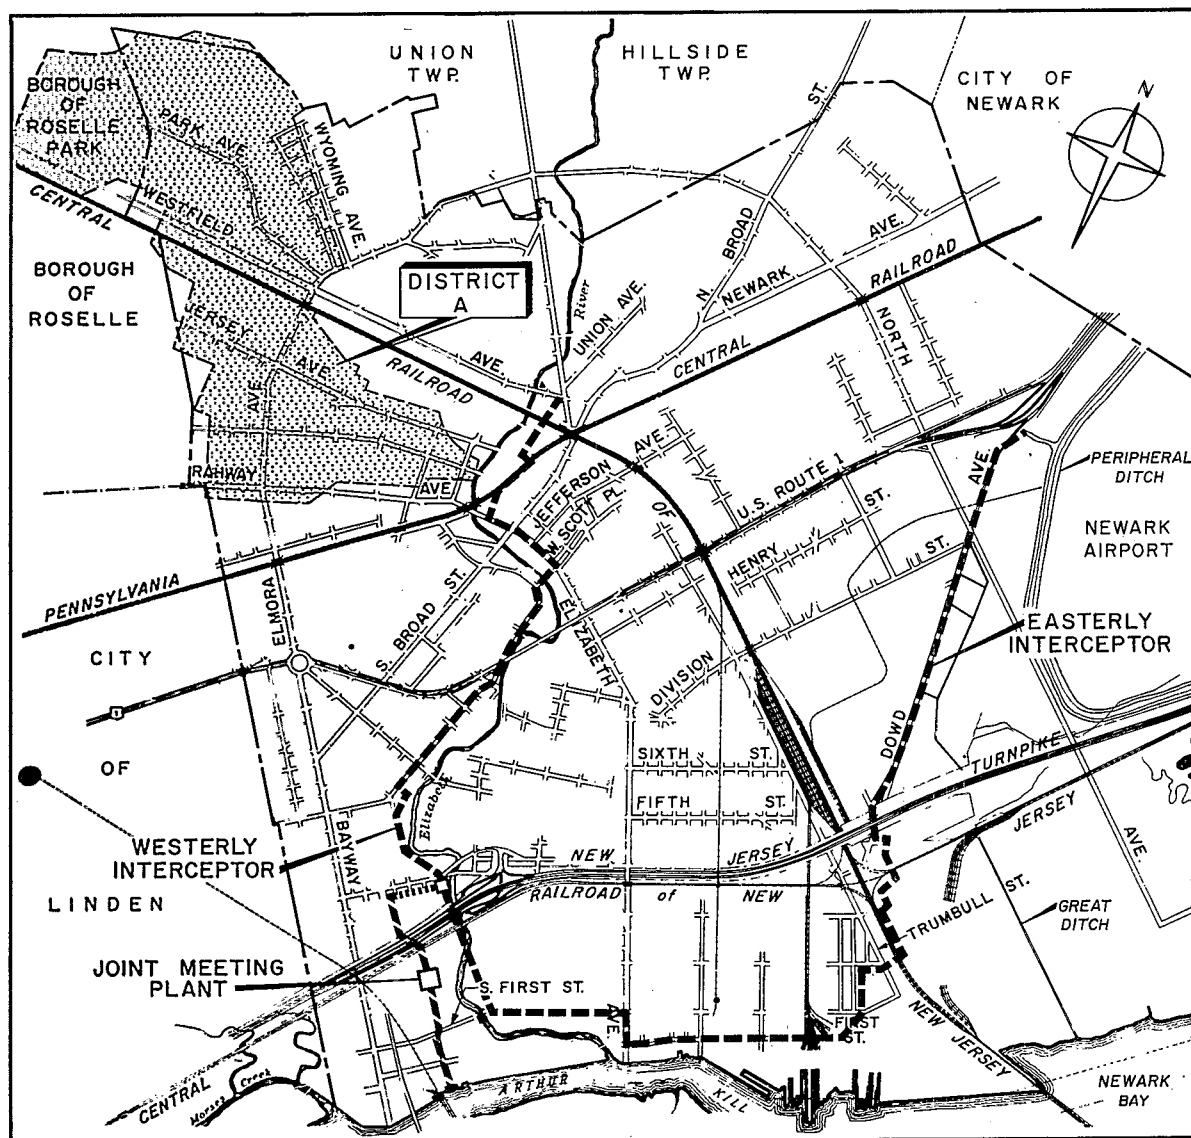 UNION
TWP.
HILLSIDE
TWP.
CITY OF
NEWARK
N
BOROUGH
OF
ROSELLE
PARK
PARK AVE.
WYOMING AVE.
ST.
BROAD
N.
CENTRAL
WESTFIELD
AVE.
NEWARK
RAILROAD
BOROUGH
OF
ROSELLE
DISTRICT
A
River
UNION AVE.
JERSEY
AVE.
AVE.
RAILROAD
CENTRAL
NORTH
AVE.
RAHWAY
AVE.
JEFFERSON
AVE.
W. SCOTT PL.
OF
U.S. ROUTE 1
AVE.
PERIPHERAL
DITCH
NEWARK
AIRPORT
HENRY
ST.
ST.
PENNSYLVANIA
ELMORA
S. BROAD ST.
ELIZABETH
DIVISION
EASTERLY
INTERCEPTOR
CITY
1
OF
LINDEN
SIXTH
ST.
FIFTH
ST.
DOWD
TURNPIKE
JERSEY
AVE.
Elizabeth
WESTERLY
INTERCEPTOR
BAYWAY
NEW
JERSEY
RAILROAD
of
NEW
TRUMBULL ST.
GREAT
DITCH
JOINT MEETING
PLANT
S. FIRST ST.
AVE
FIRST
ST.
NEW
JERSEY
CENTRAL
Morses
Creek
ARTHUR
KILL
NEWARK
BAY